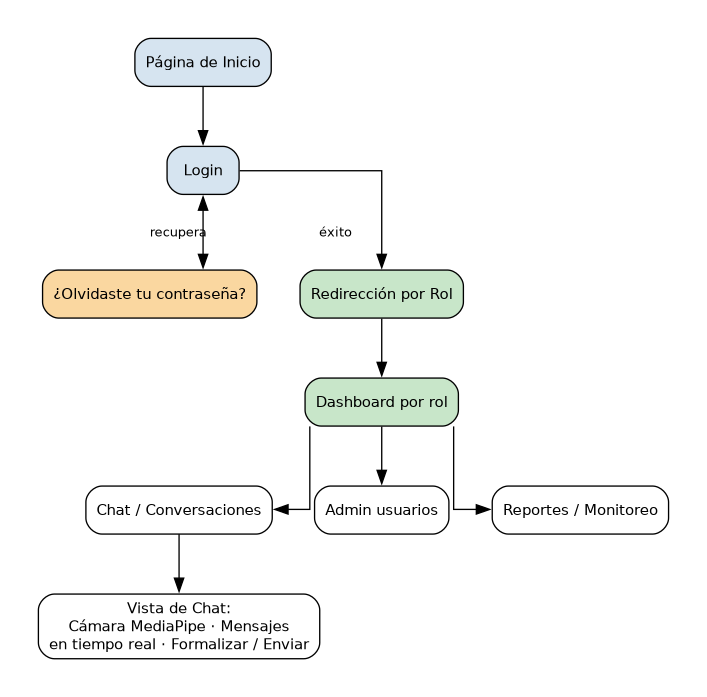 Página de Inicio
Login
recupera
éxito
¿Olvidaste tu contraseña?
Redirección por Rol
Dashboard por rol
Chat / Conversaciones
Admin usuarios
Reportes / Monitoreo
Vista de Chat:
Cámara MediaPipe · Mensajes
en tiempo real · Formalizar / Enviar